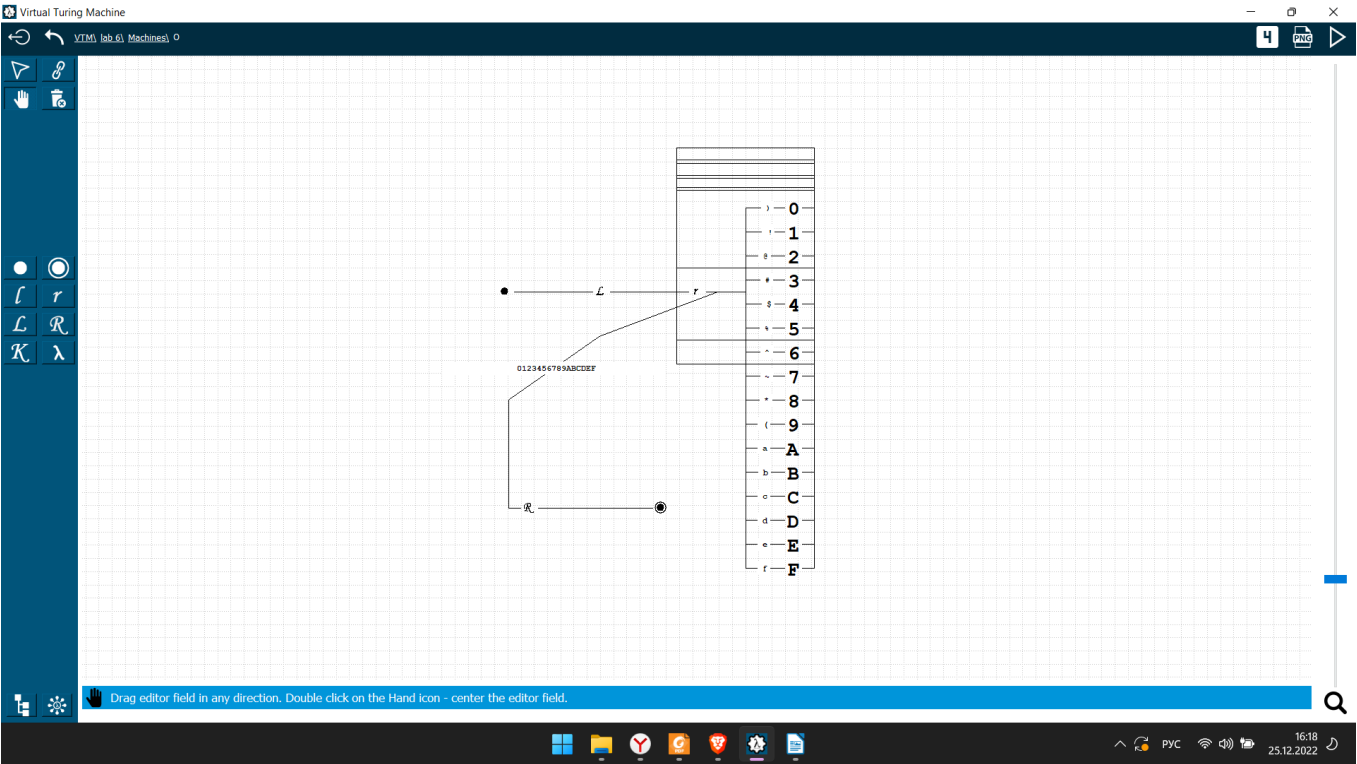 Virtual Turing Machine
VTM\ lab 6\ Machines\ O
4
PNG
l r
L R
K λ
) 0
! 1
@ 2
# 3
L r
$ 4
% 5
^ 6
0123456789ABCDEF
~ 7
* 8
( 9
a A
b B
c C
R
d D
e E
f F
Drag editor field in any direction. Double click on the Hand icon - center the editor field.
РУС
16:18
25.12.2022